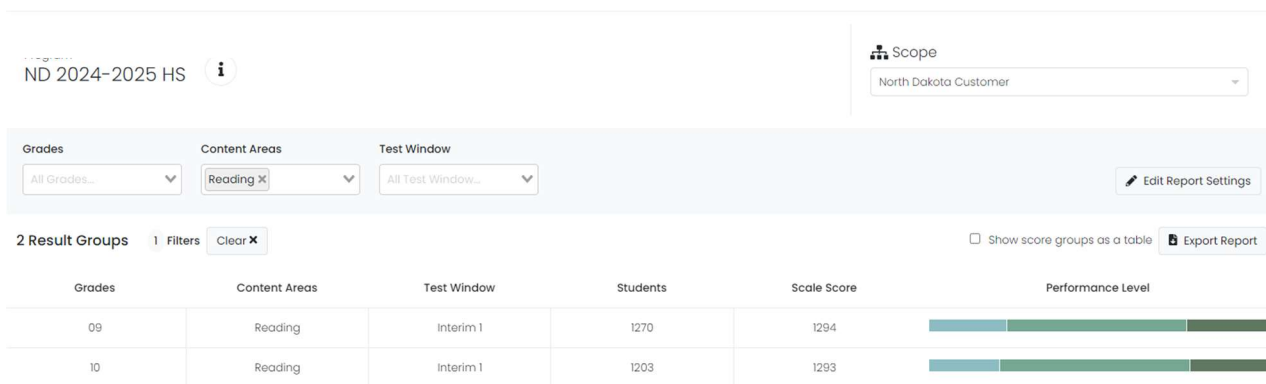 Scope
ND 2024-2025 HS
North Dakota Customer
Grades Content Areas Test Window
All Grades... Reading × All Test Window...
Edit Report Settings
2 Result Groups 1 Filters Clear × Show score groups as a table Export Report
Grades Content Areas Test Window Students Scale Score Performance Level
09 Reading Interim 1 1270 1294
10 Reading Interim 1 1203 1293